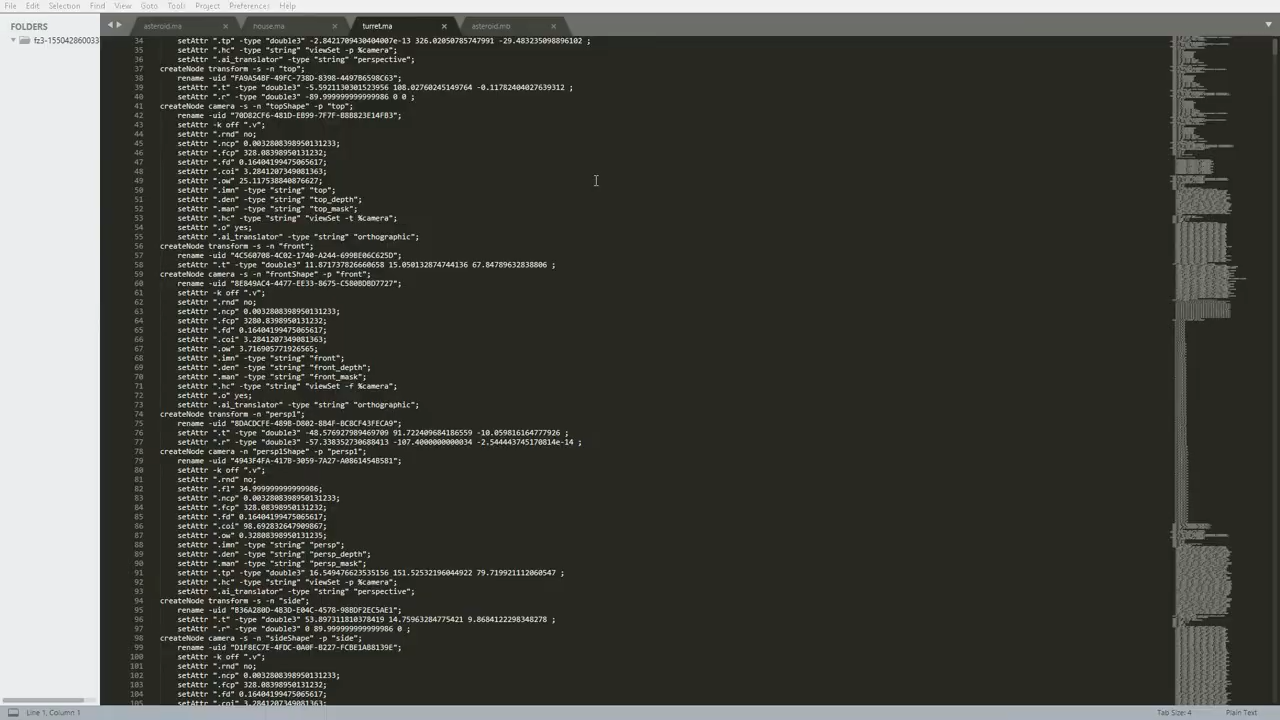 File Edit Selection Find View Goto Tools Project Preferences Help
FOLDERS
fz3-155042860033
asteroid.ma × house.ma × turret.ma × asteroid.mb ×
34 setAttr ".tp" -type "double3" -2.8421709430404007e-13 326.02050785747991 -29.483235098896102 ;
35 setAttr ".hc" -type "string" "viewSet -p %camera";
36 setAttr ".ai_translator" -type "string" "perspective";
37 createNode transform -s -n "top";
38 rename -uid "FA9A54BF-49FC-738D-8398-4497B6598C63";
39 setAttr ".t" -type "double3" -5.5921130301523956 108.02760245149764 -0.11782404027639312 ;
40 setAttr ".r" -type "double3" -89.999999999999986 0 0 ;
41 createNode camera -s -n "topShape" -p "top";
42 rename -uid "70D82CF6-481D-EB99-7F7F-B8B823E14FB3";
43 setAttr -k off ".v";
44 setAttr ".rnd" no;
45 setAttr ".ncp" 0.0032808398950131233;
46 setAttr ".fcp" 328.08398950131232;
47 setAttr ".fd" 0.16404199475065617;
48 setAttr ".coi" 3.2841207349081363;
49 setAttr ".ow" 25.117538840876627;
50 setAttr ".imn" -type "string" "top";
51 setAttr ".den" -type "string" "top_depth";
52 setAttr ".man" -type "string" "top_mask";
53 setAttr ".hc" -type "string" "viewSet -t %camera";
54 setAttr ".o" yes;
55 setAttr ".ai_translator" -type "string" "orthographic";
56 createNode transform -s -n "front";
57 rename -uid "4C560708-4C02-1740-A244-699BE06C625D";
58 setAttr ".t" -type "double3" 11.871737826660658 15.050132874744136 67.84789632838806 ;
59 createNode camera -s -n "frontShape" -p "front";
60 rename -uid "8E849AC4-4477-EE33-8675-C580BDBD7727";
61 setAttr -k off ".v";
62 setAttr ".rnd" no;
63 setAttr ".ncp" 0.0032808398950131233;
64 setAttr ".fcp" 3280.8398950131232;
65 setAttr ".fd" 0.16404199475065617;
66 setAttr ".coi" 3.2841207349081363;
67 setAttr ".ow" 3.716905771926565;
68 setAttr ".imn" -type "string" "front";
69 setAttr ".den" -type "string" "front_depth";
70 setAttr ".man" -type "string" "front_mask";
71 setAttr ".hc" -type "string" "viewSet -f %camera";
72 setAttr ".o" yes;
73 setAttr ".ai_translator" -type "string" "orthographic";
74 createNode transform -n "persp1";
75 rename -uid "8DACDCFE-489B-D802-8B4F-BC8CF43FECA9";
76 setAttr ".t" -type "double3" -48.576927989469709 91.722409684186559 -10.059816164777926 ;
77 setAttr ".r" -type "double3" -57.338352730688413 -107.4000000000034 -2.544443745170814e-14 ;
78 createNode camera -n "persp1Shape" -p "persp1";
79 rename -uid "4943F4FA-417B-3059-7A27-A08614548581";
80 setAttr -k off ".v";
81 setAttr ".rnd" no;
82 setAttr ".fl" 34.999999999999986;
83 setAttr ".ncp" 0.0032808398950131233;
84 setAttr ".fcp" 328.08398950131232;
85 setAttr ".fd" 0.16404199475065617;
86 setAttr ".coi" 98.692832647909867;
87 setAttr ".ow" 0.32808398950131235;
88 setAttr ".imn" -type "string" "persp";
89 setAttr ".den" -type "string" "persp_depth";
90 setAttr ".man" -type "string" "persp_mask";
91 setAttr ".tp" -type "double3" 16.549476623535156 151.52532196044922 79.719921112060547 ;
92 setAttr ".hc" -type "string" "viewSet -p %camera";
93 setAttr ".ai_translator" -type "string" "perspective";
94 createNode transform -s -n "side";
95 rename -uid "B36A280D-4B3D-E04C-4578-98BDF2EC5AE1";
96 setAttr ".t" -type "double3" 53.897311810378419 14.75963284775421 9.8684122298348278 ;
97 setAttr ".r" -type "double3" 0 89.999999999999986 0 ;
98 createNode camera -s -n "sideShape" -p "side";
99 rename -uid "D1F8EC7E-4FDC-0A0F-B227-FCBE1A88139E";
100 setAttr -k off ".v";
101 setAttr ".rnd" no;
102 setAttr ".ncp" 0.0032808398950131233;
103 setAttr ".fcp" 328.08398950131232;
104 setAttr ".fd" 0.16404199475065617;
105 setAttr ".coi" 3.2841207349081363;
Line 1, Column 1 Tab Size: 4 Plain Text